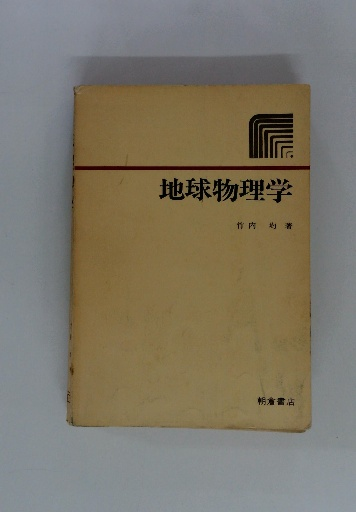 地球物理学
竹内 均 著
朝倉書店